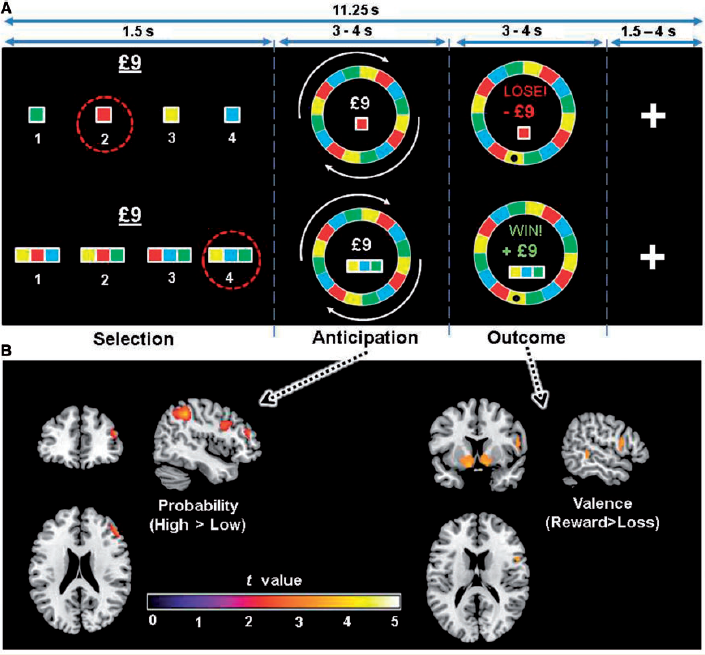 A
11.25 s
1.5 s 3 - 4 s 3 - 4 s 1.5 – 4 s
£9
1 2 3 4
£9
LOSE!
- £9
+
£9
1 2 3 4
£9
WIN!
+ £9
+
Selection Anticipation Outcome
B
Probability
(High > Low)
Valence
(Reward>Loss)
t value
0 1 2 3 4 5